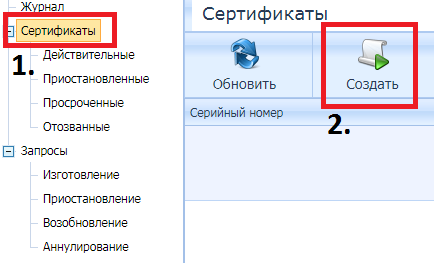 Журнал
Сертификаты
1.
Действительные
Приостановленные
Просроченные
Отозванные
Запросы
Изготовление
Приостановление
Возобновление
Аннулирование
Сертификаты
Обновить
Создать
Серийный номер
2.